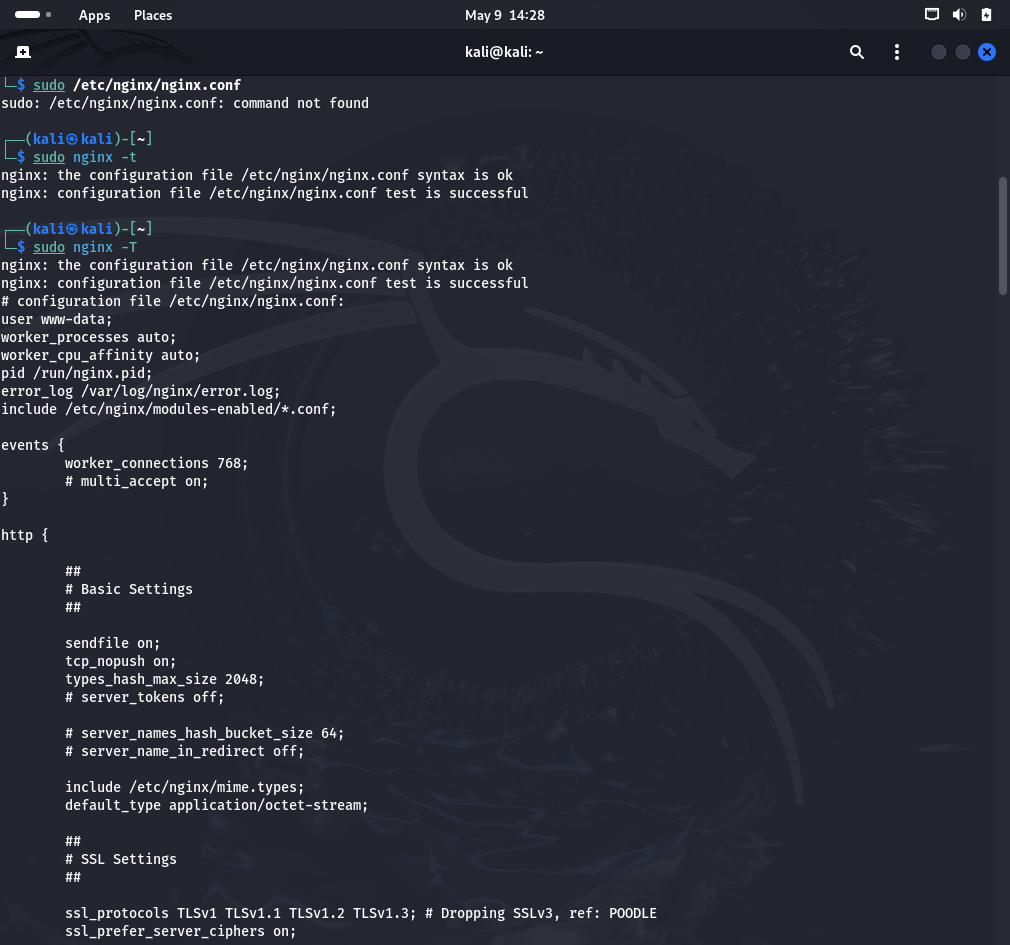 Apps Places May 9 14:28
kali@kali: ~
└─$ sudo /etc/nginx/nginx.conf
sudo: /etc/nginx/nginx.conf: command not found
┌──(kali㉿kali)-[~]
└─$ sudo nginx -t
nginx: the configuration file /etc/nginx/nginx.conf syntax is ok
nginx: configuration file /etc/nginx/nginx.conf test is successful
┌──(kali㉿kali)-[~]
└─$ sudo nginx -T
nginx: the configuration file /etc/nginx/nginx.conf syntax is ok
nginx: configuration file /etc/nginx/nginx.conf test is successful
# configuration file /etc/nginx/nginx.conf:
user www-data;
worker_processes auto;
worker_cpu_affinity auto;
pid /run/nginx.pid;
error_log /var/log/nginx/error.log;
include /etc/nginx/modules-enabled/*.conf;
events {
worker_connections 768;
# multi_accept on;
}
http {
##
# Basic Settings
##
sendfile on;
tcp_nopush on;
types_hash_max_size 2048;
# server_tokens off;
# server_names_hash_bucket_size 64;
# server_name_in_redirect off;
include /etc/nginx/mime.types;
default_type application/octet-stream;
##
# SSL Settings
##
ssl_protocols TLSv1 TLSv1.1 TLSv1.2 TLSv1.3; # Dropping SSLv3, ref: POODLE
ssl_prefer_server_ciphers on;